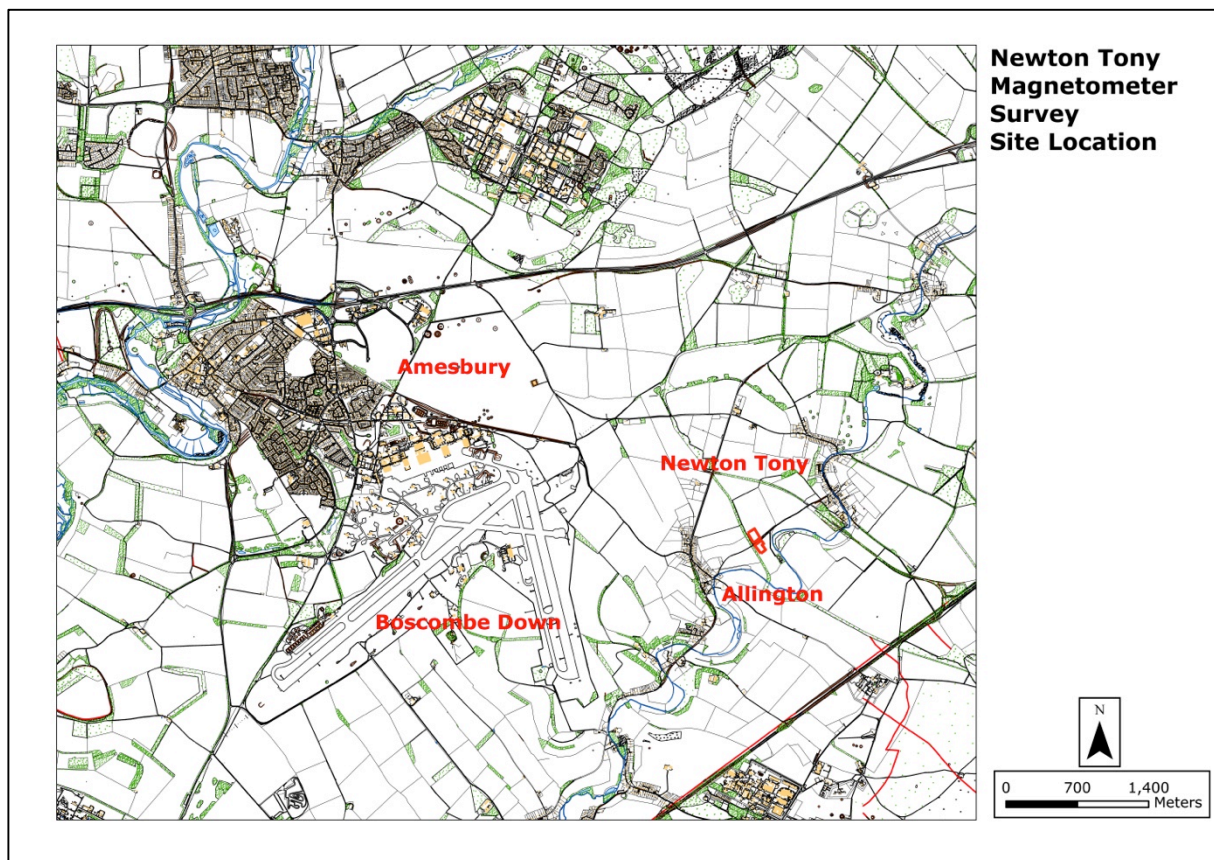 Newton Tony
Magnetometer
Survey
Site Location
Amesbury
Newton Tony
Allington
Boscombe Down
N
0 700 1,400
Meters